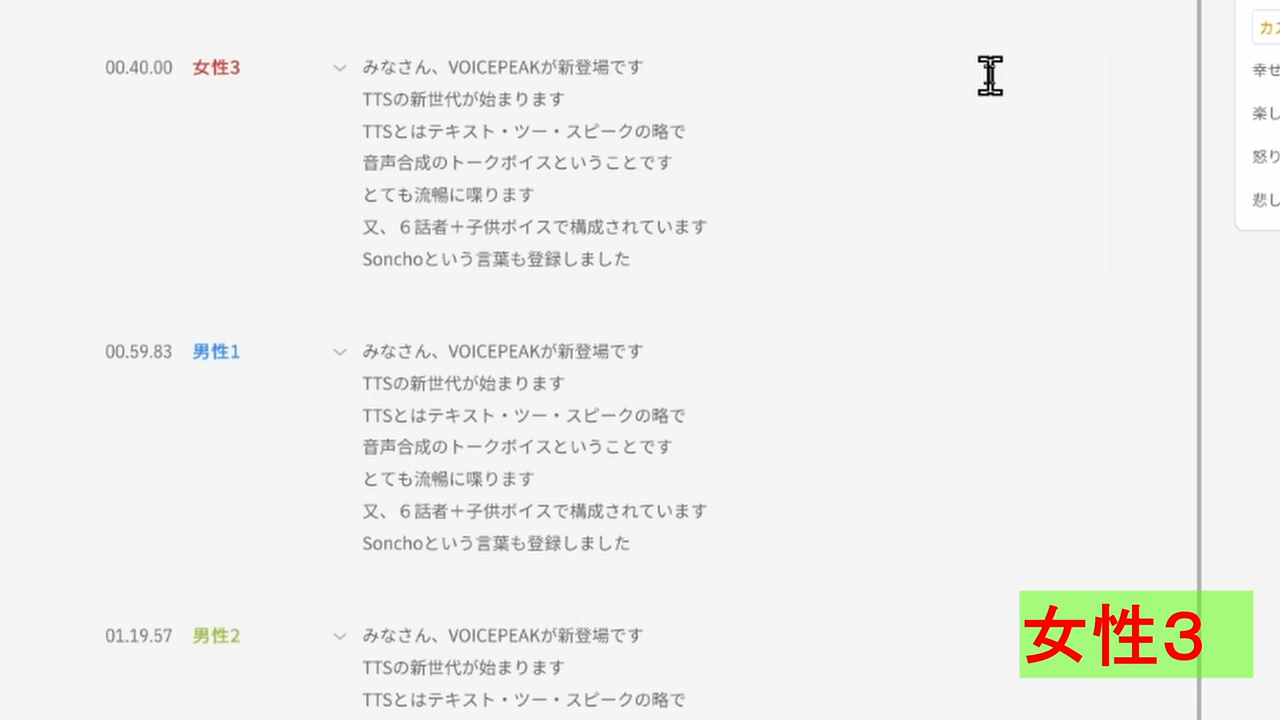 00.40.00 女性3 みなさん、VOICEPEAKが新登場です
TTSの新世代が始まります
TTSとはテキスト・ツー・スピークの略で
音声合成のトークボイスということです
とても流暢に喋ります
又、６話者＋子供ボイスで構成されています
Sonchoという言葉も登録しました
00.59.83 男性1 みなさん、VOICEPEAKが新登場です
TTSの新世代が始まります
TTSとはテキスト・ツー・スピークの略で
音声合成のトークボイスということです
とても流暢に喋ります
又、６話者＋子供ボイスで構成されています
Sonchoという言葉も登録しました
01.19.57 男性2 みなさん、VOICEPEAKが新登場です
TTSの新世代が始まります
TTSとはテキスト・ツー・スピークの略で
カス
幸せ
楽し
怒り
悲し
女性３